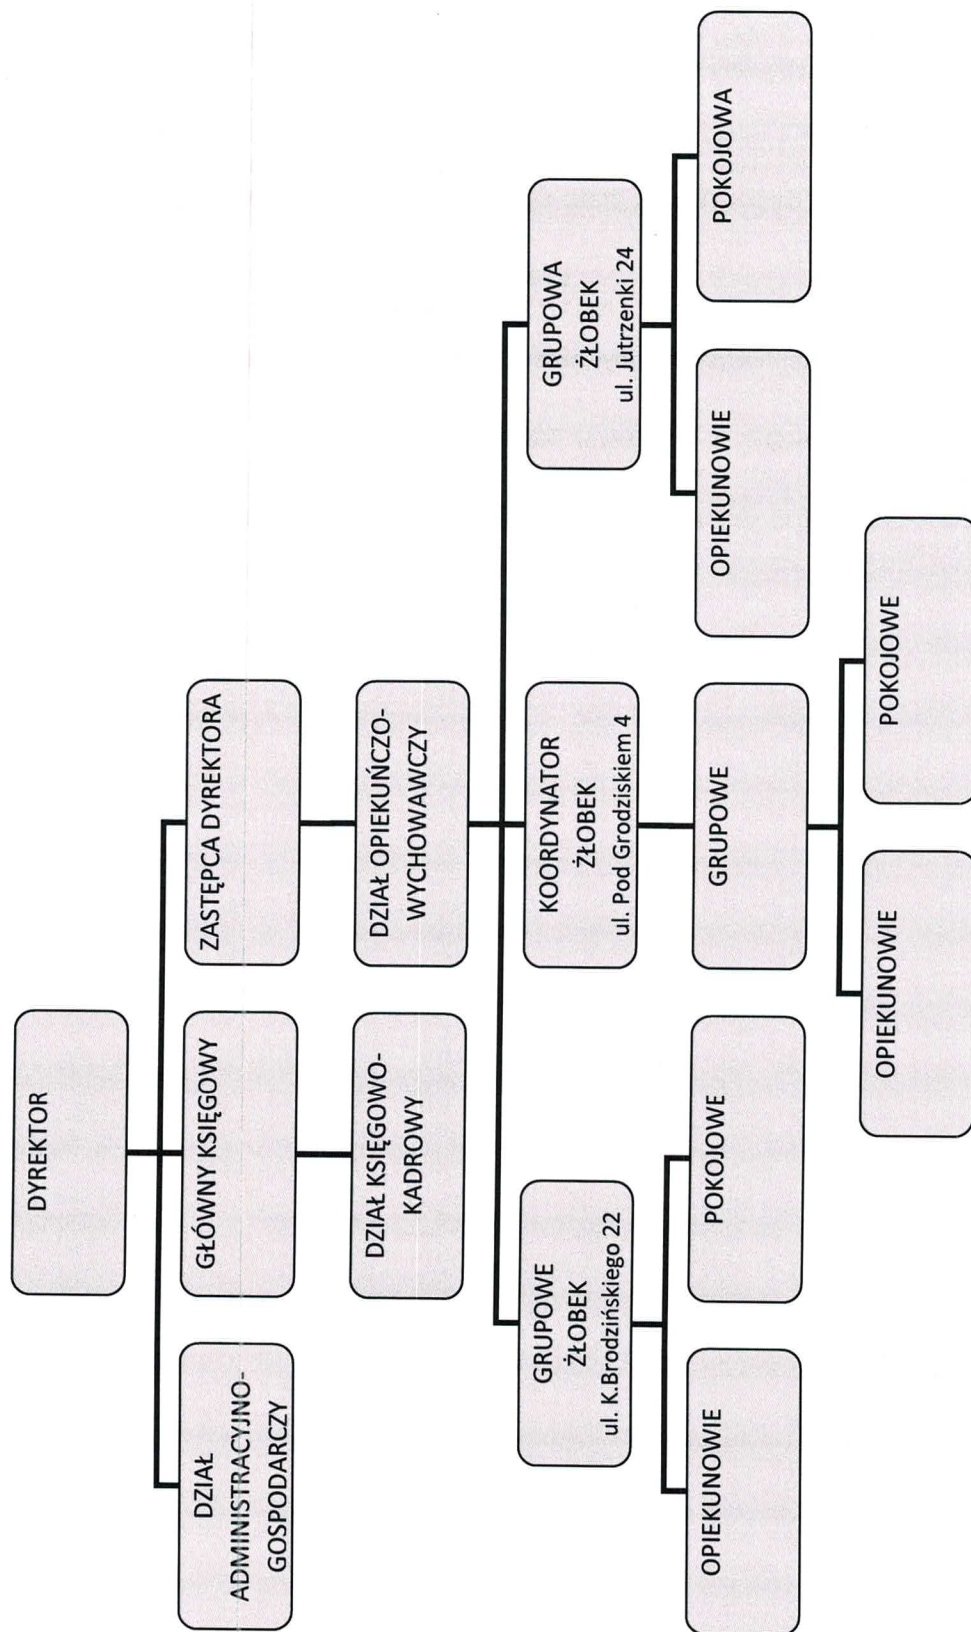 DYREKTOR
DZIAŁ
ADMINISTRACYJNO-
GOSPODARCZY
GŁÓWNY KSIĘGOWY
ZASTĘPCA DYREKTORA
DZIAŁ KSIĘGOWO-
KADROWY
DZIAŁ OPIEKUŃCZO-
WYCHOWAWCZY
GRUPOWE
ŻŁOBEK
ul. K.Brodzińskiego 22
KOORDYNATOR
ŻŁOBEK
ul. Pod Grodziskiem 4
GRUPOWA
ŻŁOBEK
ul. Jutrzenki 24
OPIEKUNOWIE
POKOJOWE
GRUPOWE
OPIEKUNOWIE
POKOJOWA
OPIEKUNOWIE
POKOJOWE